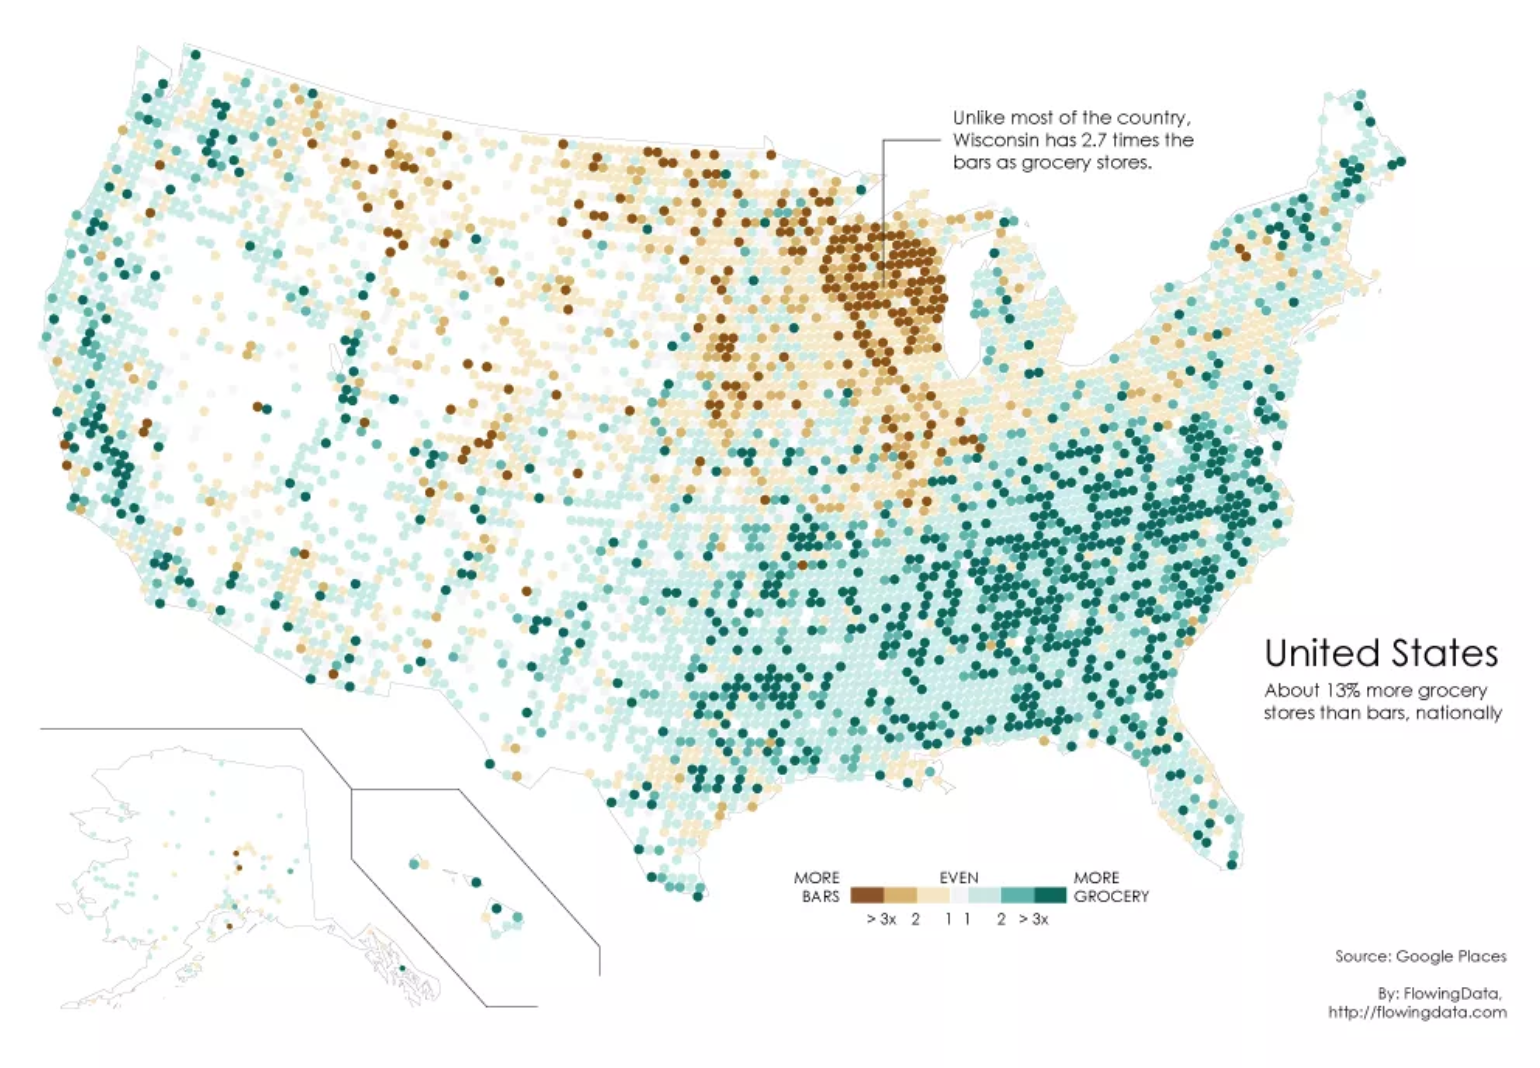 Unlike most of the country,
Wisconsin has 2.7 times the
bars as grocery stores.
United States
About 13% more grocery
stores than bars, nationally
MORE BARS
EVEN
MORE GROCERY
> 3x 2 1 1 2 > 3x
Source: Google Places
By: FlowingData,
http://flowingdata.com